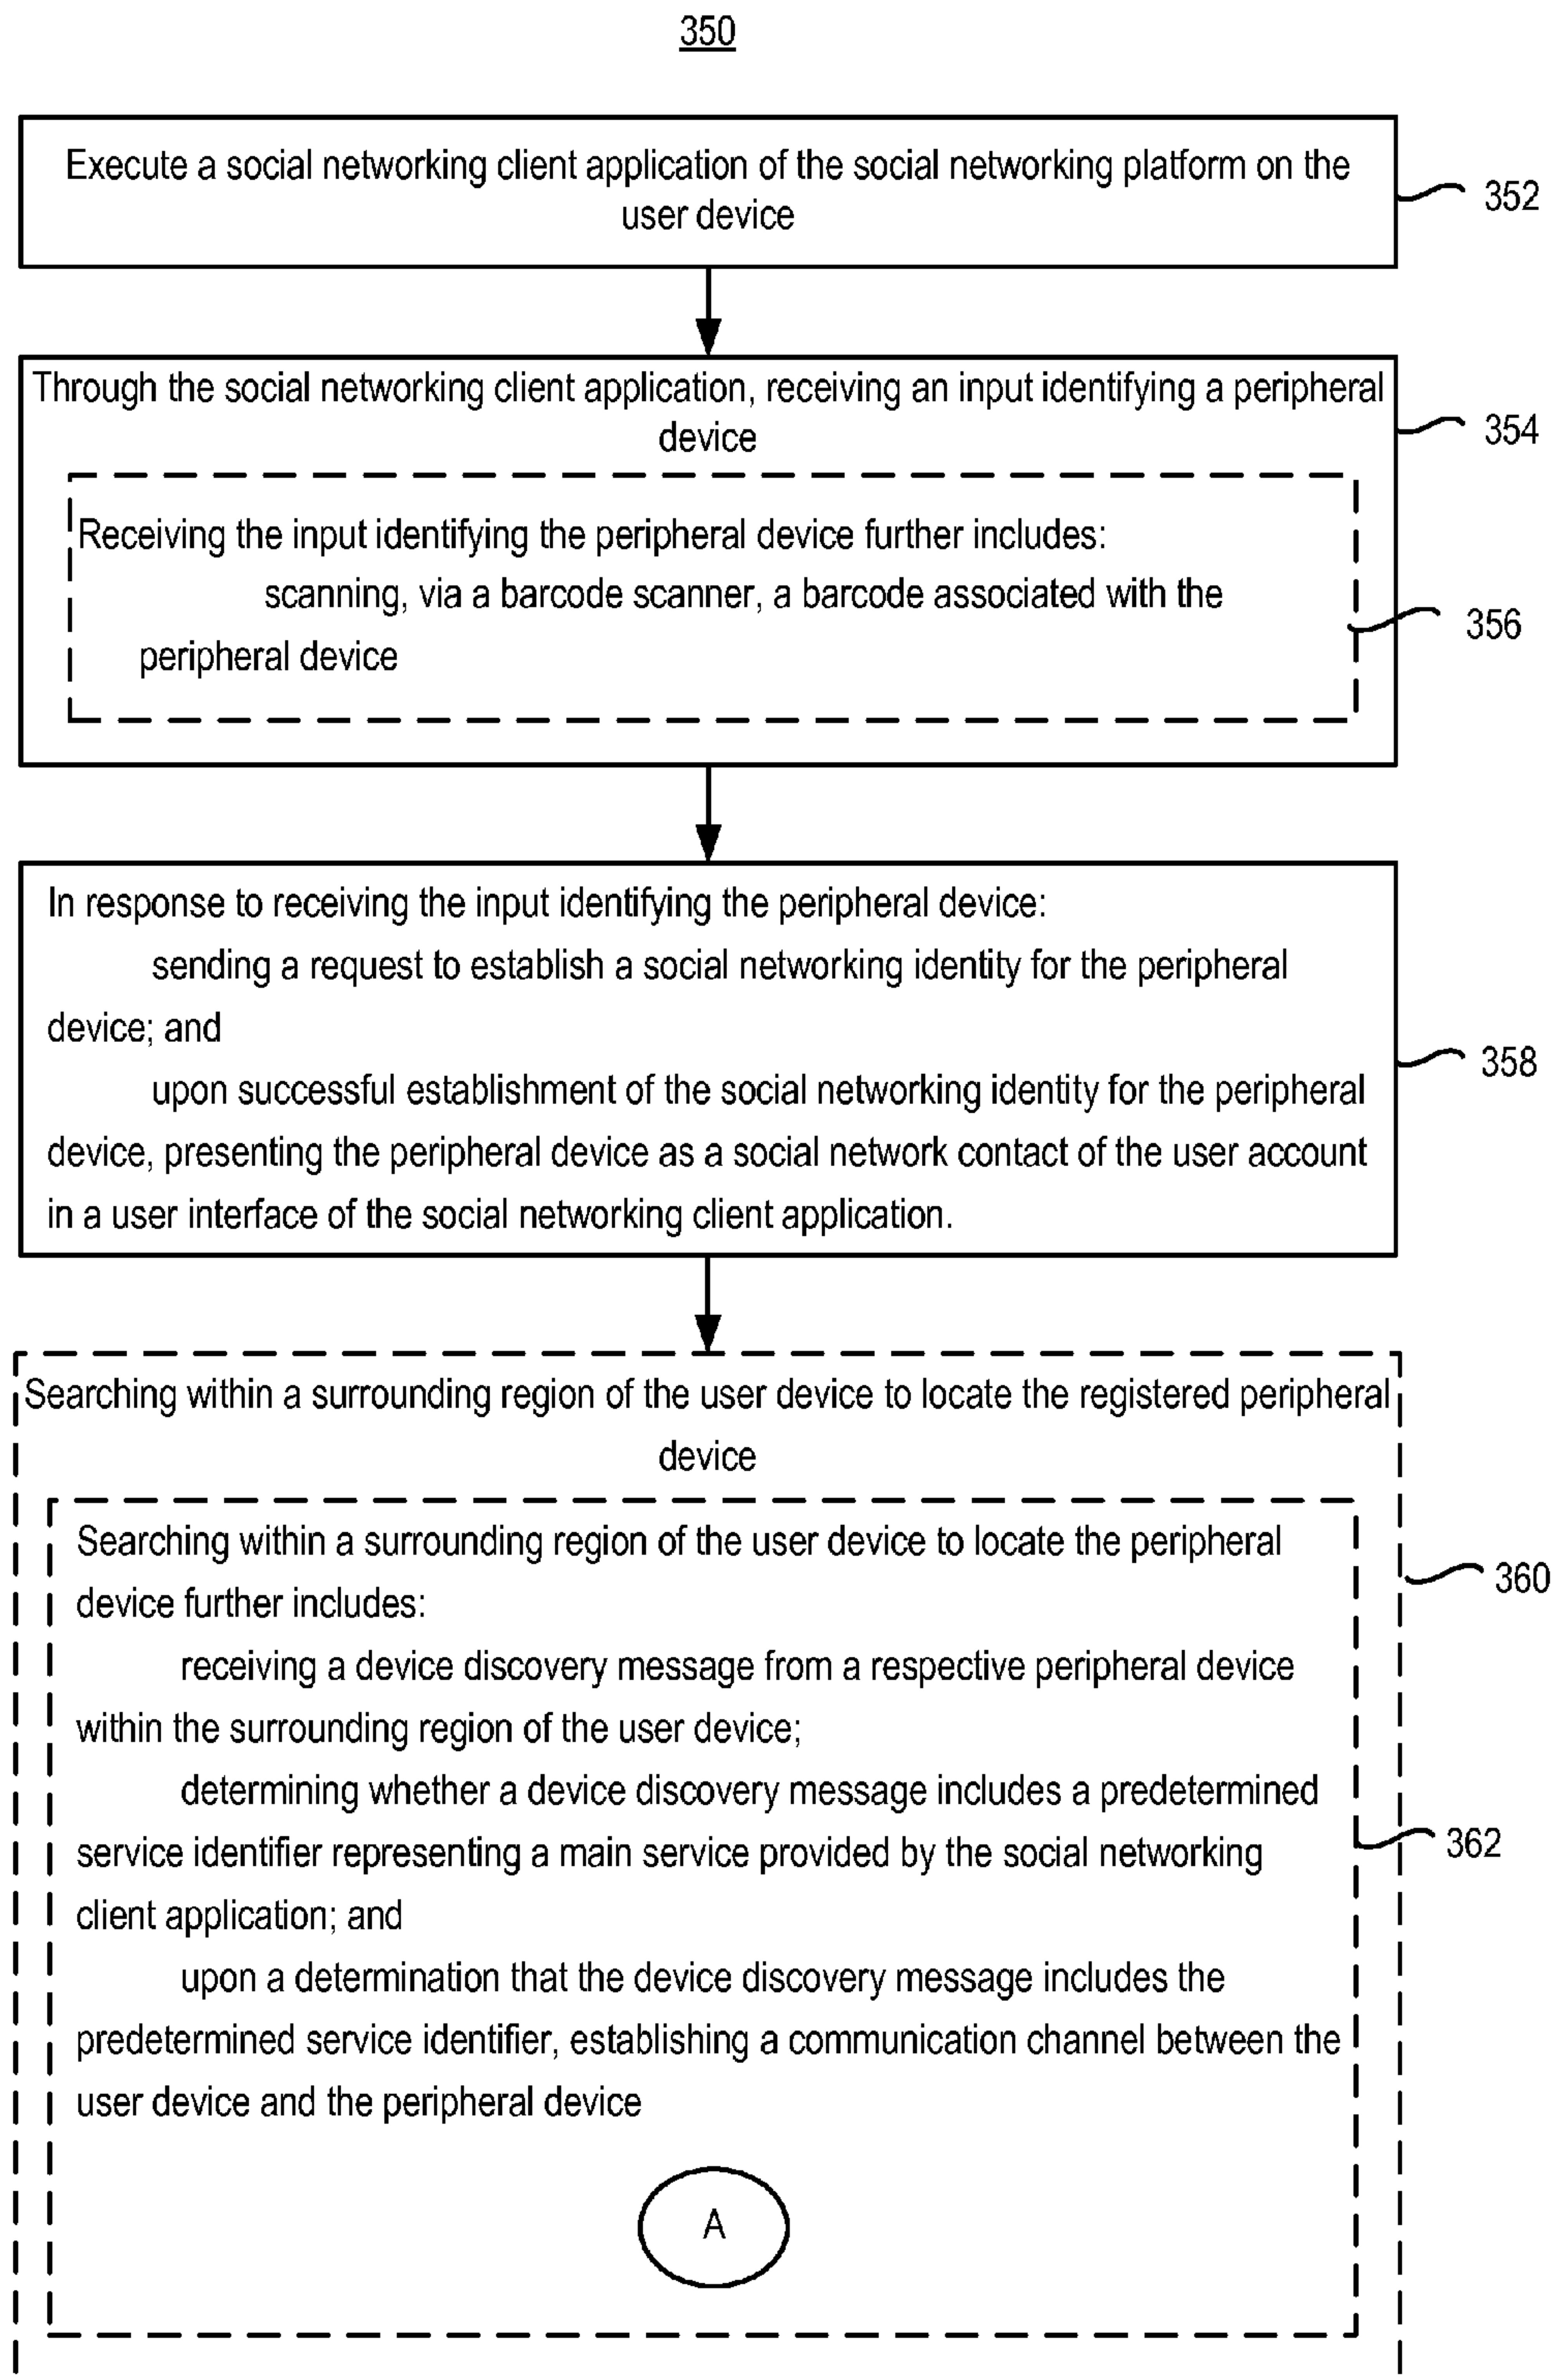 350
Execute a social networking client application of the social networking platform on the
user device
352
Through the social networking client application, receiving an input identifying a peripheral
device
354
Receiving the input identifying the peripheral device further includes:
scanning, via a barcode scanner, a barcode associated with the
peripheral device
356
In response to receiving the input identifying the peripheral device:
sending a request to establish a social networking identity for the peripheral
device; and
upon successful establishment of the social networking identity for the peripheral
device, presenting the peripheral device as a social network contact of the user account
in a user interface of the social networking client application.
358
Searching within a surrounding region of the user device to locate the registered peripheral
device
360
Searching within a surrounding region of the user device to locate the peripheral
device further includes:
receiving a device discovery message from a respective peripheral device
within the surrounding region of the user device;
determining whether a device discovery message includes a predetermined
service identifier representing a main service provided by the social networking
client application; and
upon a determination that the device discovery message includes the
predetermined service identifier, establishing a communication channel between the
user device and the peripheral device
362
A